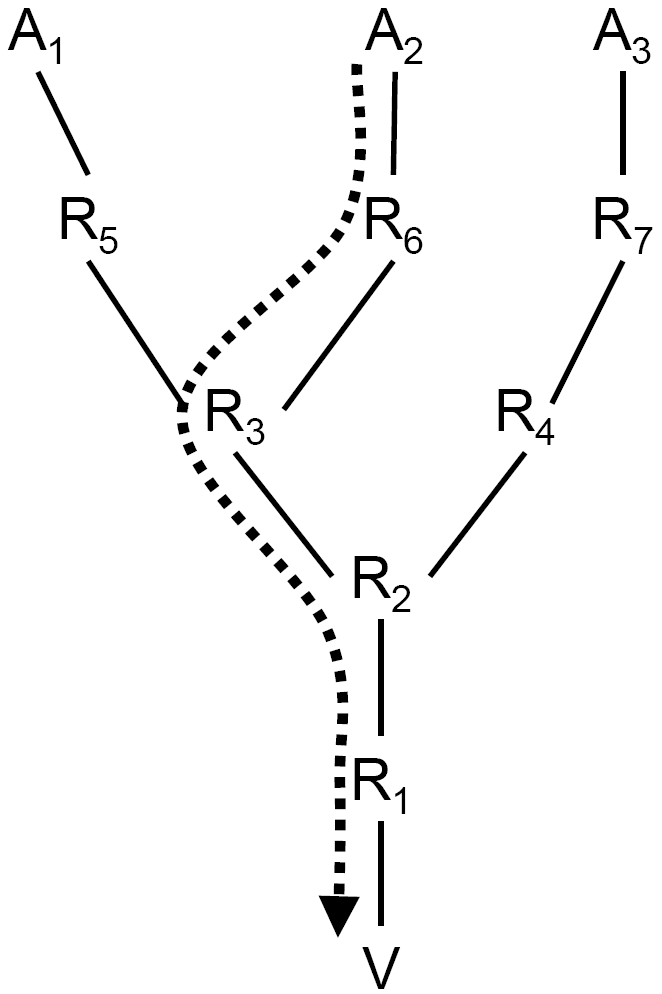 A₁ A₂ A₃
R₅ R₆ R₇
R₃ R₄
R₂
R₁
V